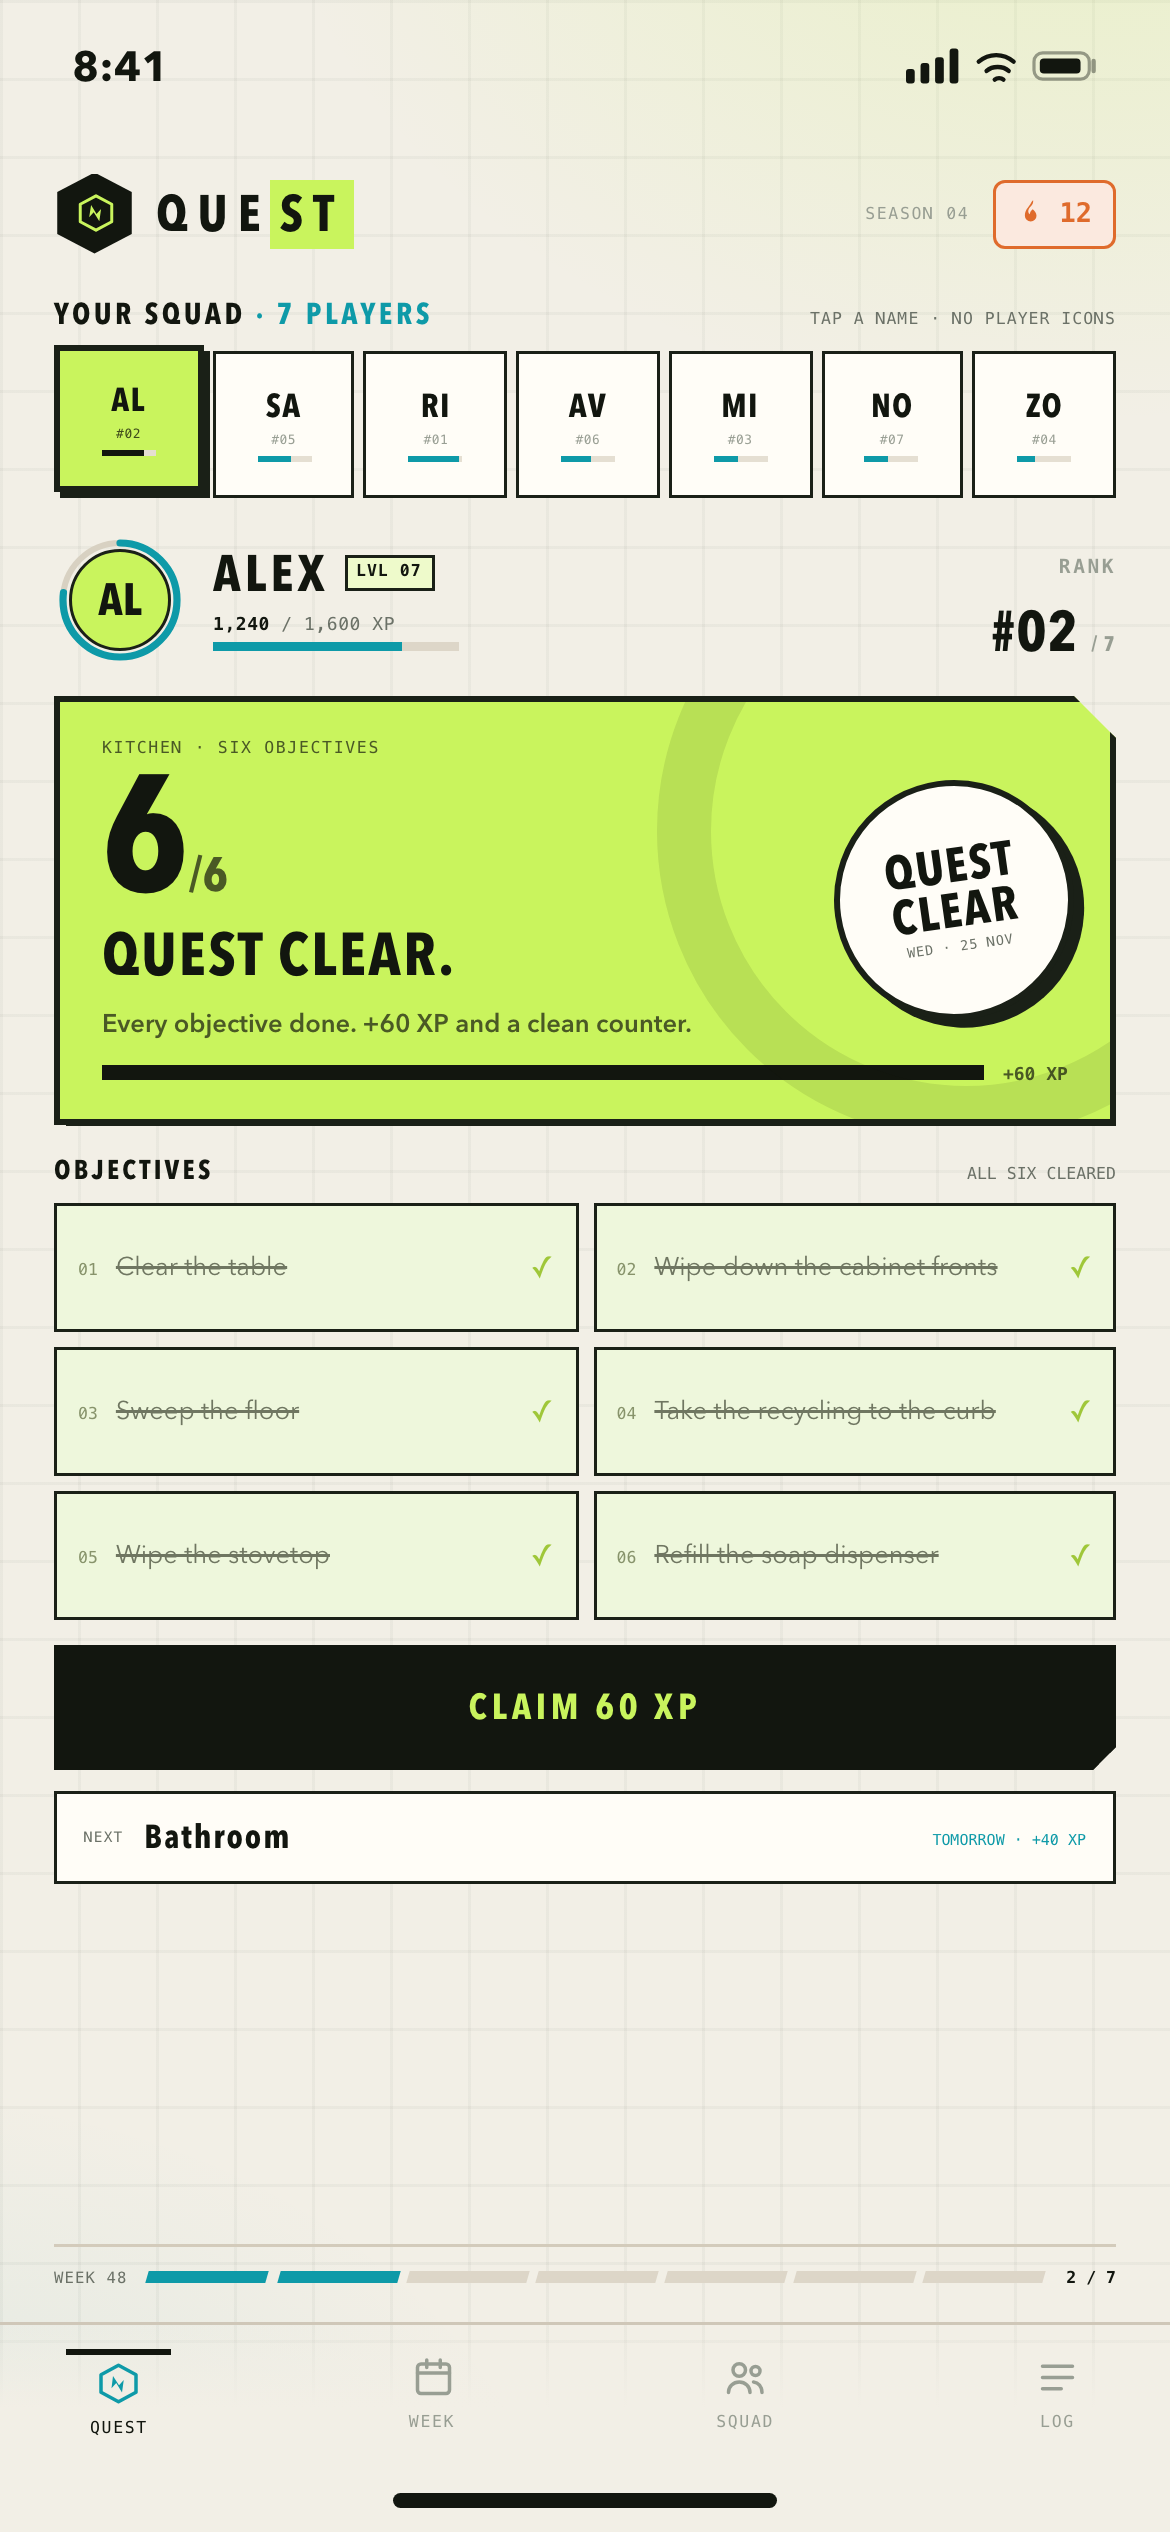 8:41
QUEST
SEASON 04
12
YOUR SQUAD · 7 PLAYERS
TAP A NAME · NO PLAYER ICONS
AL
#02
SA
#05
RI
#01
AV
#06
MI
#03
NO
#07
ZO
#04
AL
ALEX
LVL 07
1,240 / 1,600 XP
RANK
#02 / 7
KITCHEN · SIX OBJECTIVES
6/6
QUEST CLEAR.
Every objective done. +60 XP and a clean counter.
+60 XP
QUEST
CLEAR
WED · 25 NOV
OBJECTIVES
ALL SIX CLEARED
01 Clear the table ✓
02 Wipe down the cabinet fronts ✓
03 Sweep the floor ✓
04 Take the recycling to the curb ✓
05 Wipe the stovetop ✓
06 Refill the soap dispenser ✓
CLAIM 60 XP
NEXT Bathroom
TOMORROW · +40 XP
WEEK 48
2 / 7
QUEST
WEEK
SQUAD
LOG